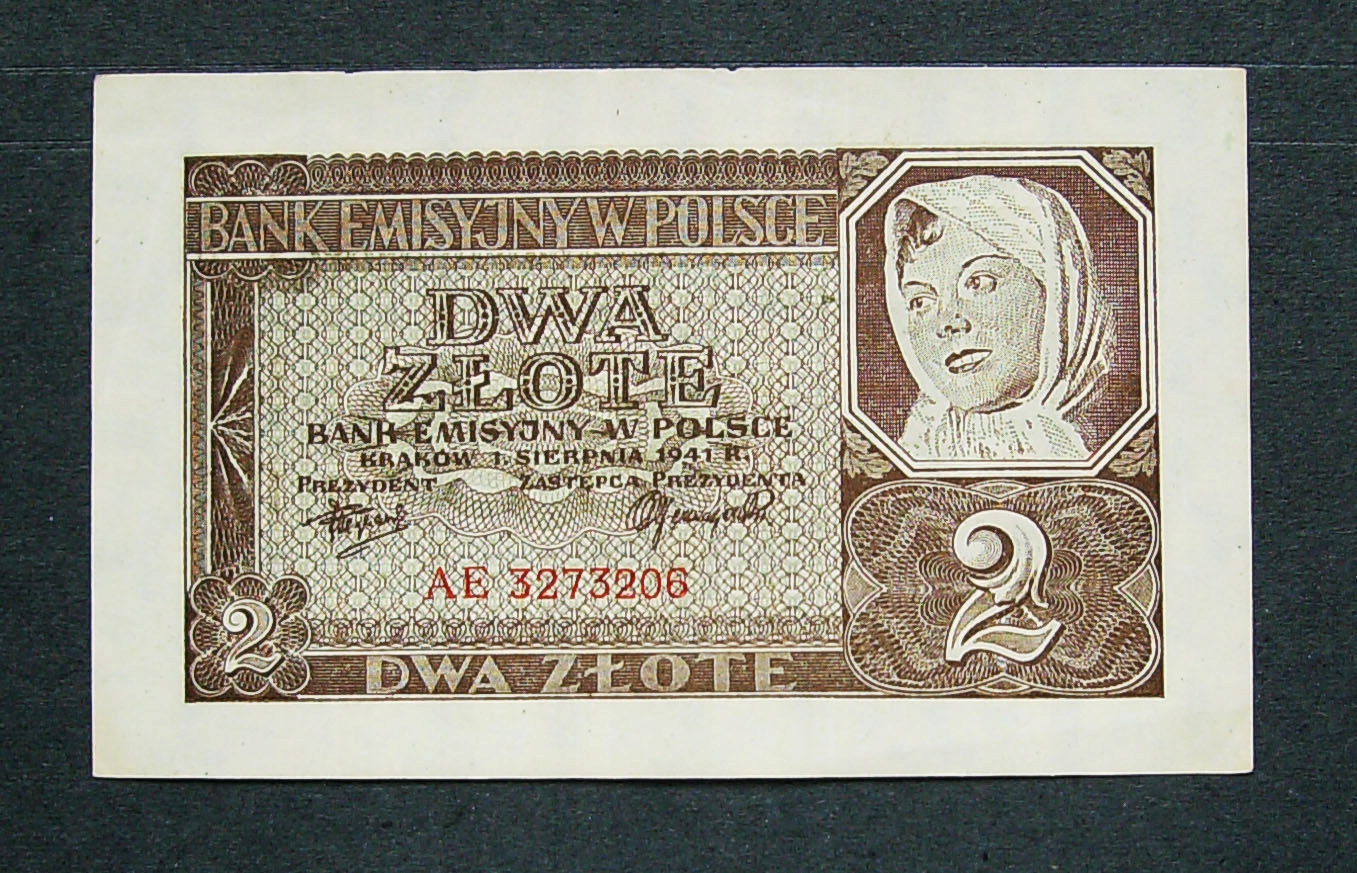 BANK EMISYJNY W POLSCE
DWA
ZŁOTE
BANK EMISYJNY W POLSCE
KRAKÓW 1. SIERPNIA 1941 R.
PREZYDENT ZASTĘPCA PREZYDENTA
AE 3273206
2
DWA ZŁOTE
2